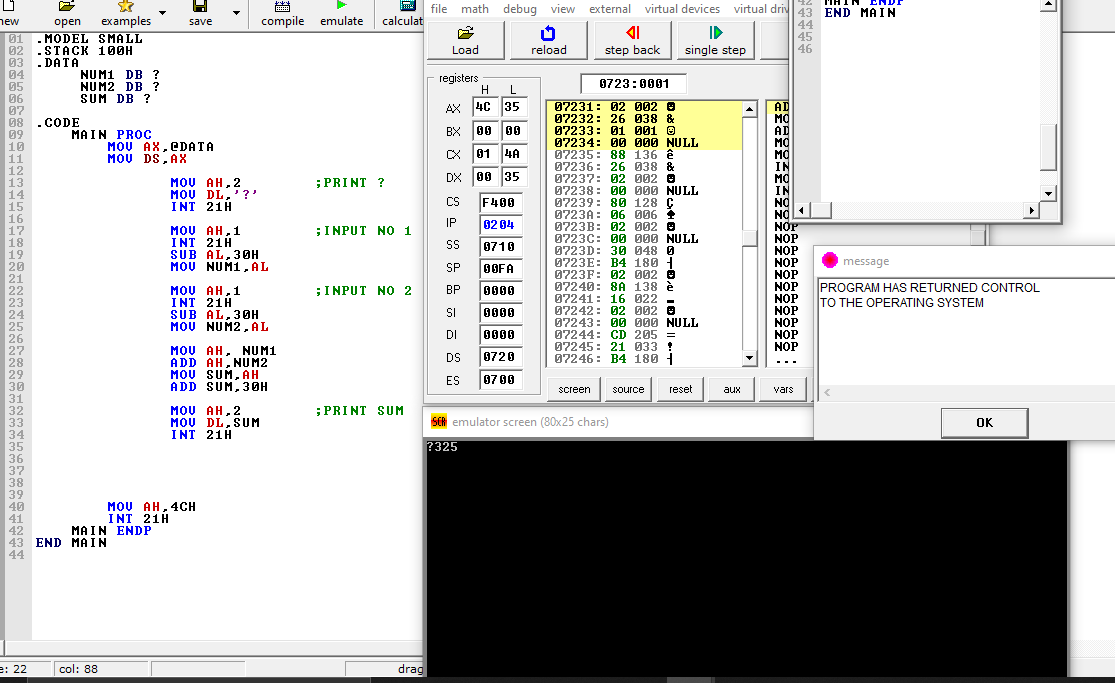 new open examples save compile emulate calculat
01 .MODEL SMALL
02 .STACK 100H
03 .DATA
04 NUM1 DB ?
05 NUM2 DB ?
06 SUM DB ?
07
08 .CODE
09 MAIN PROC
10 MOV AX,@DATA
11 MOV DS,AX
12
13 MOV AH,2 ;PRINT ?
14 MOV DL,'?'
15 INT 21H
16
17 MOV AH,1 ;INPUT NO 1
18 INT 21H
19 SUB AL,30H
20 MOV NUM1,AL
21
22 MOV AH,1 ;INPUT NO 2
23 INT 21H
24 SUB AL,30H
25 MOV NUM2,AL
26
27 MOV AH, NUM1
28 ADD AH,NUM2
29 MOV SUM,AH
30 ADD SUM,30H
31
32 MOV AH,2 ;PRINT SUM
33 MOV DL,SUM
34 INT 21H
35
36
37
38
39
40 MOV AH,4CH
41 INT 21H
42 MAIN ENDP
43 END MAIN
44
e: 22 col: 88 drag
file math debug view external virtual devices virtual driv
Load reload step back single step
registers
H L
0723:0001
AX 4C 35
BX 00 00
CX 01 4A
DX 00 35
CS F400
IP 0204
SS 0710
SP 00FA
BP 0000
SI 0000
DI 0000
DS 0720
ES 0700
07231: 02 002 ☻
07232: 26 038 &
07233: 01 001 ☺
07234: 00 000 NULL
07235: 88 136 ê
07236: 26 038 &
07237: 02 002 ☻
07238: 00 000 NULL
07239: 80 128 Ç
0723A: 06 006 ♠
0723B: 02 002 ☻
0723C: 00 000 NULL
0723D: 30 048 0
0723E: B4 180 ┤
0723F: 02 002 ☻
07240: 8A 138 è
07241: 16 022 ▬
07242: 02 002 ☻
07243: 00 000 NULL
07244: CD 205 =
07245: 21 033 !
07246: B4 180 ┤
AD
MO
AD
MO
MO
IN
MO
IN
NOP
NOP
NOP
NOP
NOP
NOP
NOP
NOP
NOP
NOP
NOP
NOP
NOP
...
screen source reset aux vars
42 MAIN ENDP
43 END MAIN
44
45
46
message
PROGRAM HAS RETURNED CONTROL
TO THE OPERATING SYSTEM
OK
emulator screen (80x25 chars)
?325